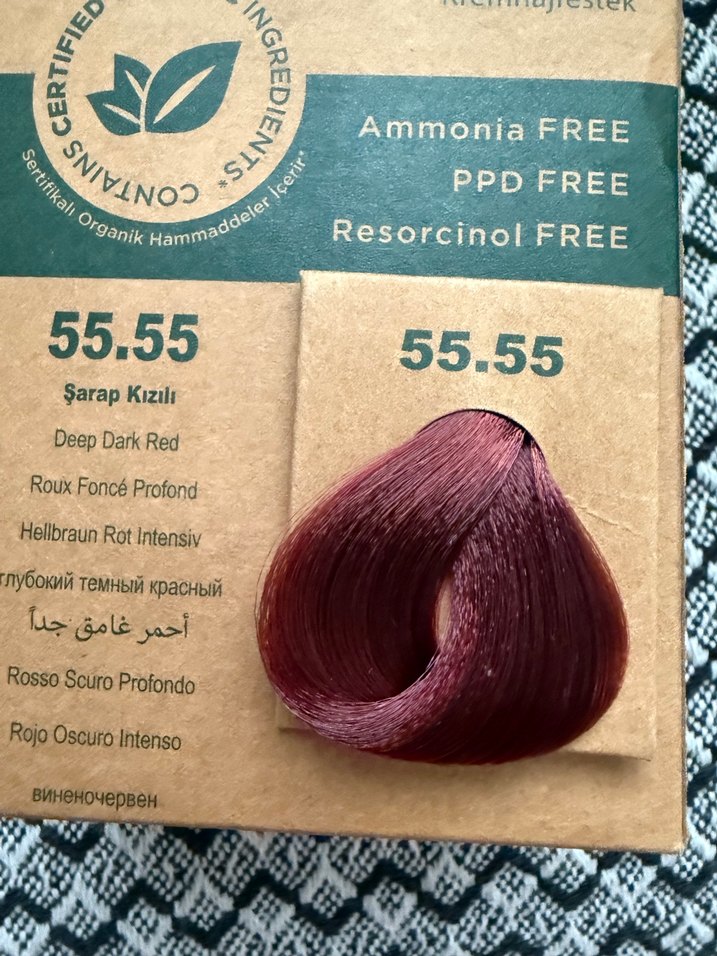 CONTAINS CERTIFIED
INGREDIENTS*
Sertifikalı Organik Hammaddeler İçerir*
Ammonia FREE
PPD FREE
Resorcinol FREE
55.55
Şarap Kızılı
Deep Dark Red
Roux Foncé Profond
Hellbraun Rot Intensiv
глубокий темный красный
أحمر غامق جداً
Rosso Scuro Profondo
Rojo Oscuro Intenso
виненочервен
55.55